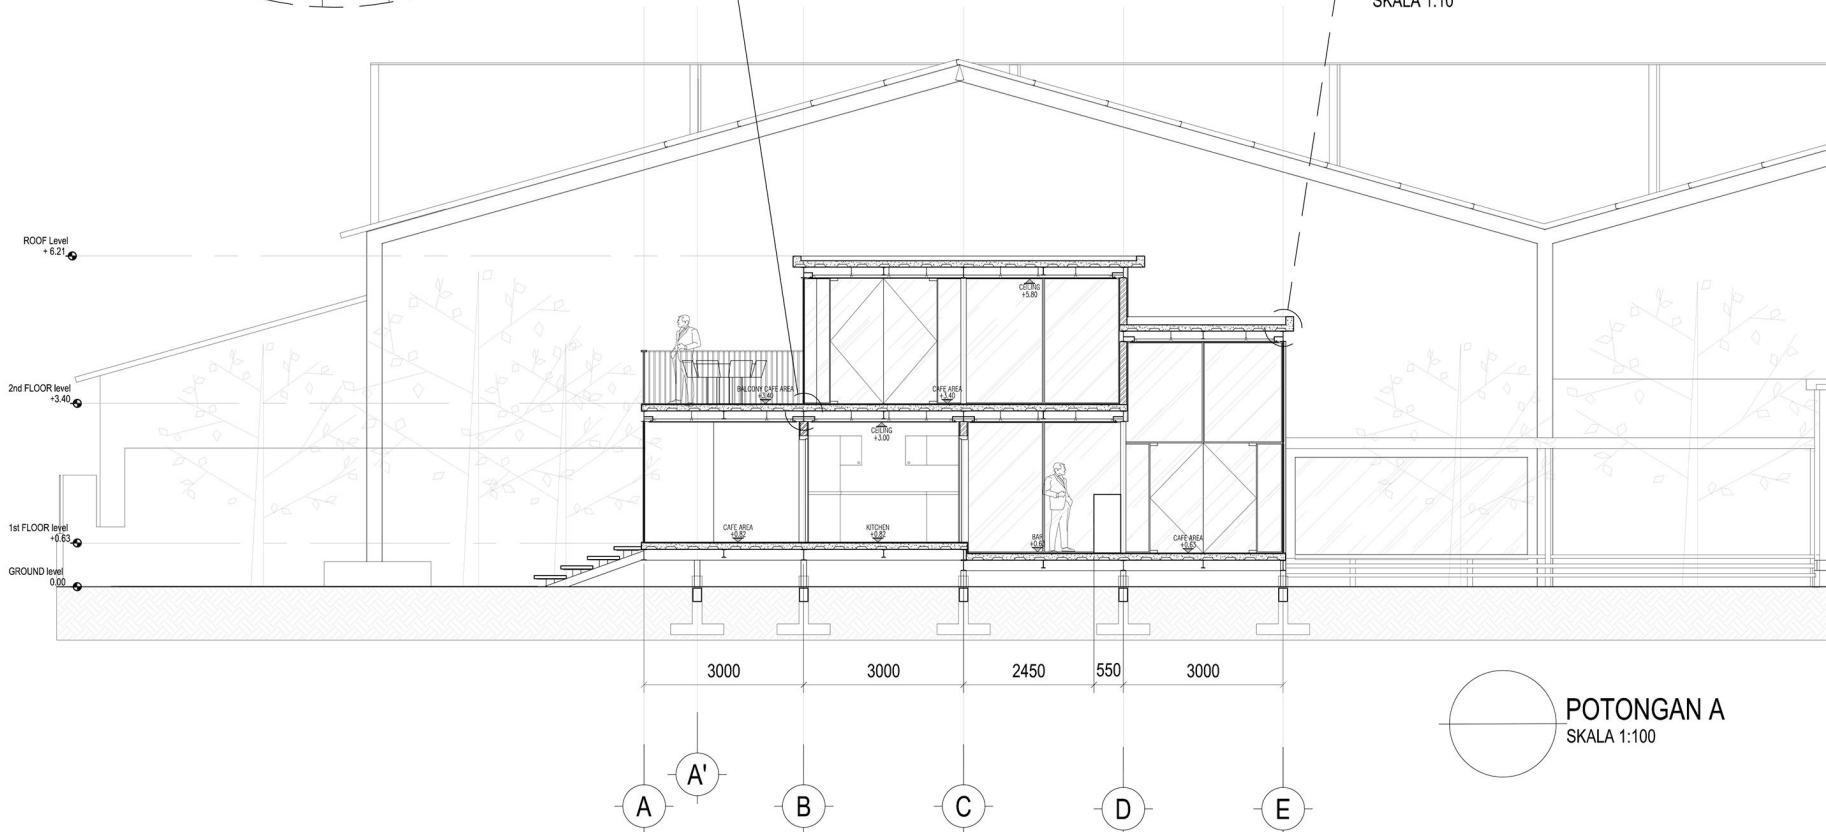 SKALA 1:10
ROOF Level
+ 6.21
CEILING
+5.80
2nd FLOOR level
+3.40
BALCONY CAFE AREA
+3.40
CAFE AREA
+3.40
CEILING
+3.00
1st FLOOR level
+0.63
CAFE AREA
+0.82
KITCHEN
+0.82
BAR
+0.63
CAFE AREA
+0.63
GROUND level
0.00
3000
3000
2450
550
3000
POTONGAN A
SKALA 1:100
A'
A
B
C
D
E